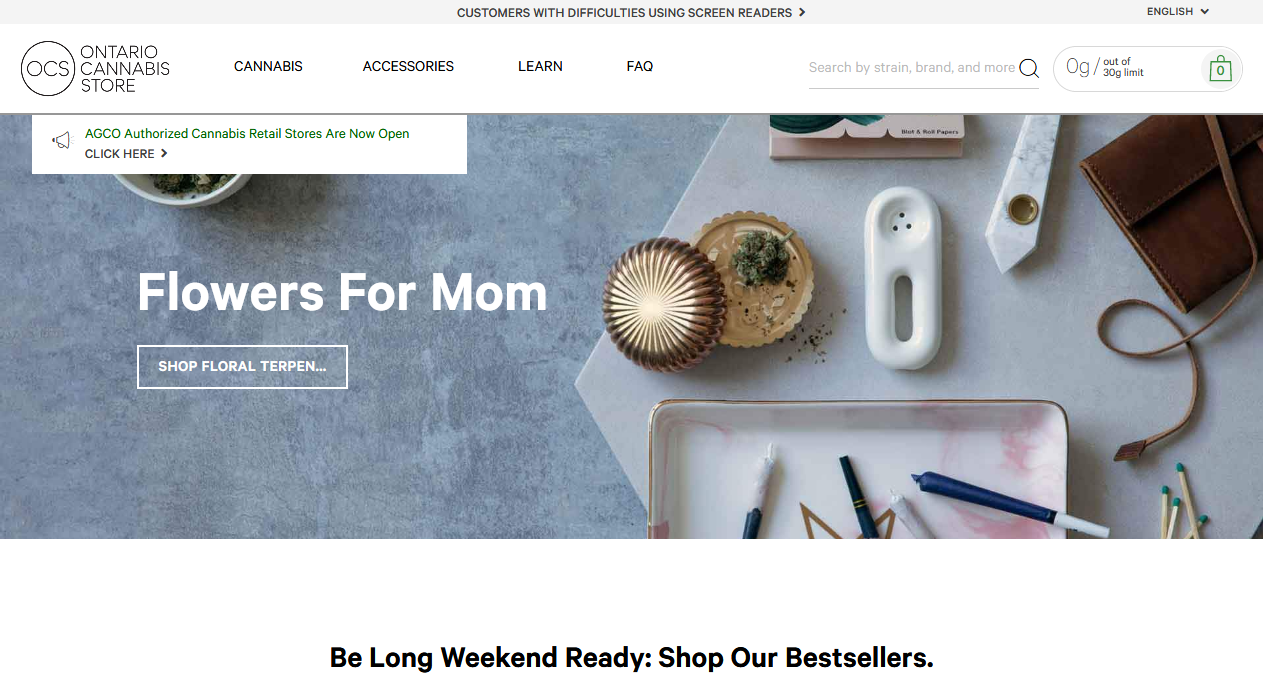 CUSTOMERS WITH DIFFICULTIES USING SCREEN READERS
ENGLISH
OCS
ONTARIO
CANNABIS
STORE
CANNABIS
ACCESSORIES
LEARN
FAQ
Search by strain, brand, and more
0g / out of
30g limit
0
AGCO Authorized Cannabis Retail Stores Are Now Open
CLICK HERE
Blot & Roll Papers
Flowers For Mom
SHOP FLORAL TERPEN...
Be Long Weekend Ready: Shop Our Bestsellers.